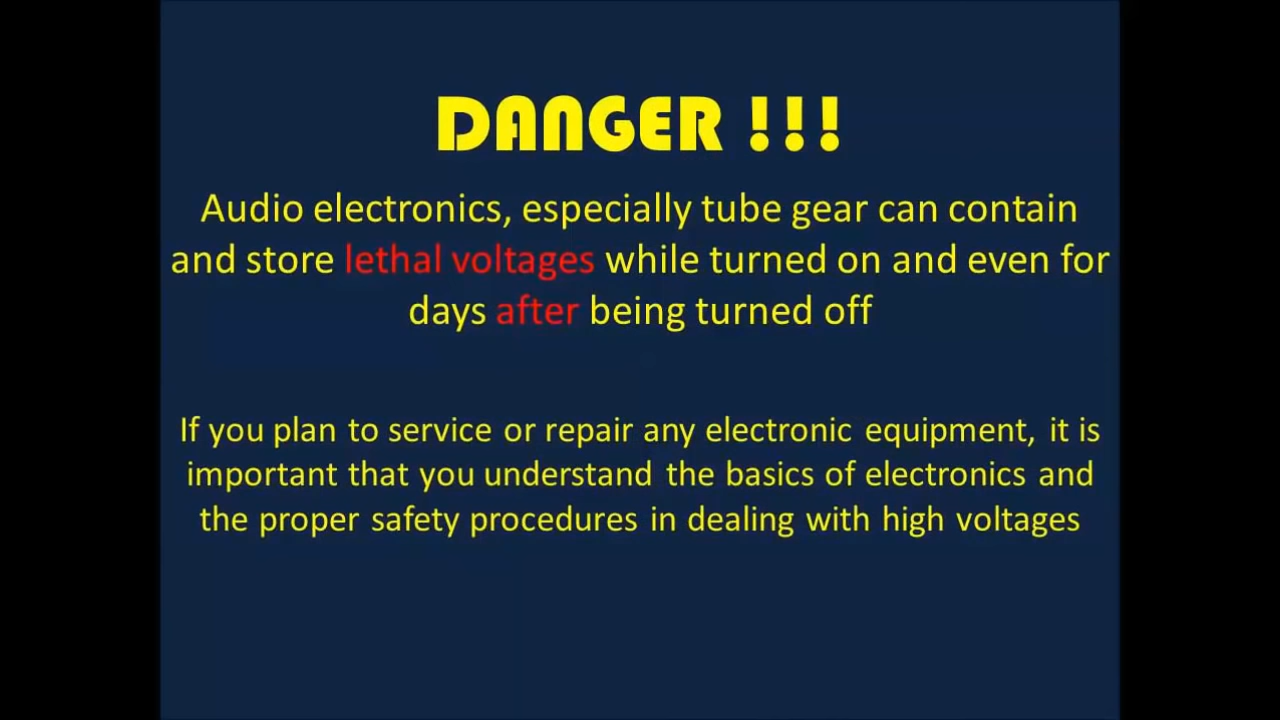 DANGER !!!
Audio electronics, especially tube gear can contain
and store lethal voltages while turned on and even for
days after being turned off
If you plan to service or repair any electronic equipment, it is
important that you understand the basics of electronics and
the proper safety procedures in dealing with high voltages